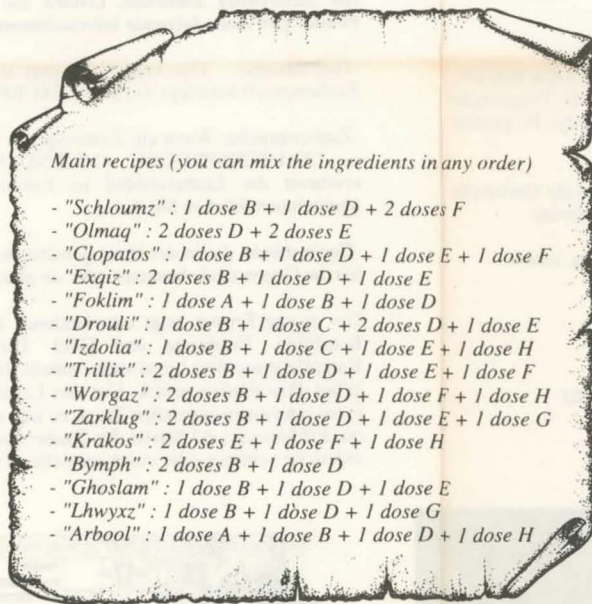 Main recipes (you can mix the ingredients in any order)
- "Schloumz" : 1 dose B + 1 dose D + 2 doses F
- "Olmaq" : 2 doses D + 2 doses E
- "Clopatos" : 1 dose B + 1 dose D + 1 dose E + 1 dose F
- "Exqiz" : 2 doses B + 1 dose D + 1 dose E
- "Foklim" : 1 dose A + 1 dose B + 1 dose D
- "Drouli" : 1 dose B + 1 dose C + 2 doses D + 1 dose E
- "Izdolia" : 1 dose B + 1 dose C + 1 dose E + 1 dose H
- "Trillix" : 2 doses B + 1 dose D + 1 dose E + 1 dose F
- "Worgaz" : 2 doses B + 1 dose D + 1 dose F + 1 dose H
- "Zarklug" : 2 doses B + 1 dose D + 1 dose E + 1 dose G
- "Krakos" : 2 doses E + 1 dose F + 1 dose H
- "Bymph" : 2 doses B + 1 dose D
- "Ghoslam" : 1 dose B + 1 dose D + 1 dose E
- "Lhwyxz" : 1 dose B + 1 dose D + 1 dose G
- "Arbool" : 1 dose A + 1 dose B + 1 dose D + 1 dose H